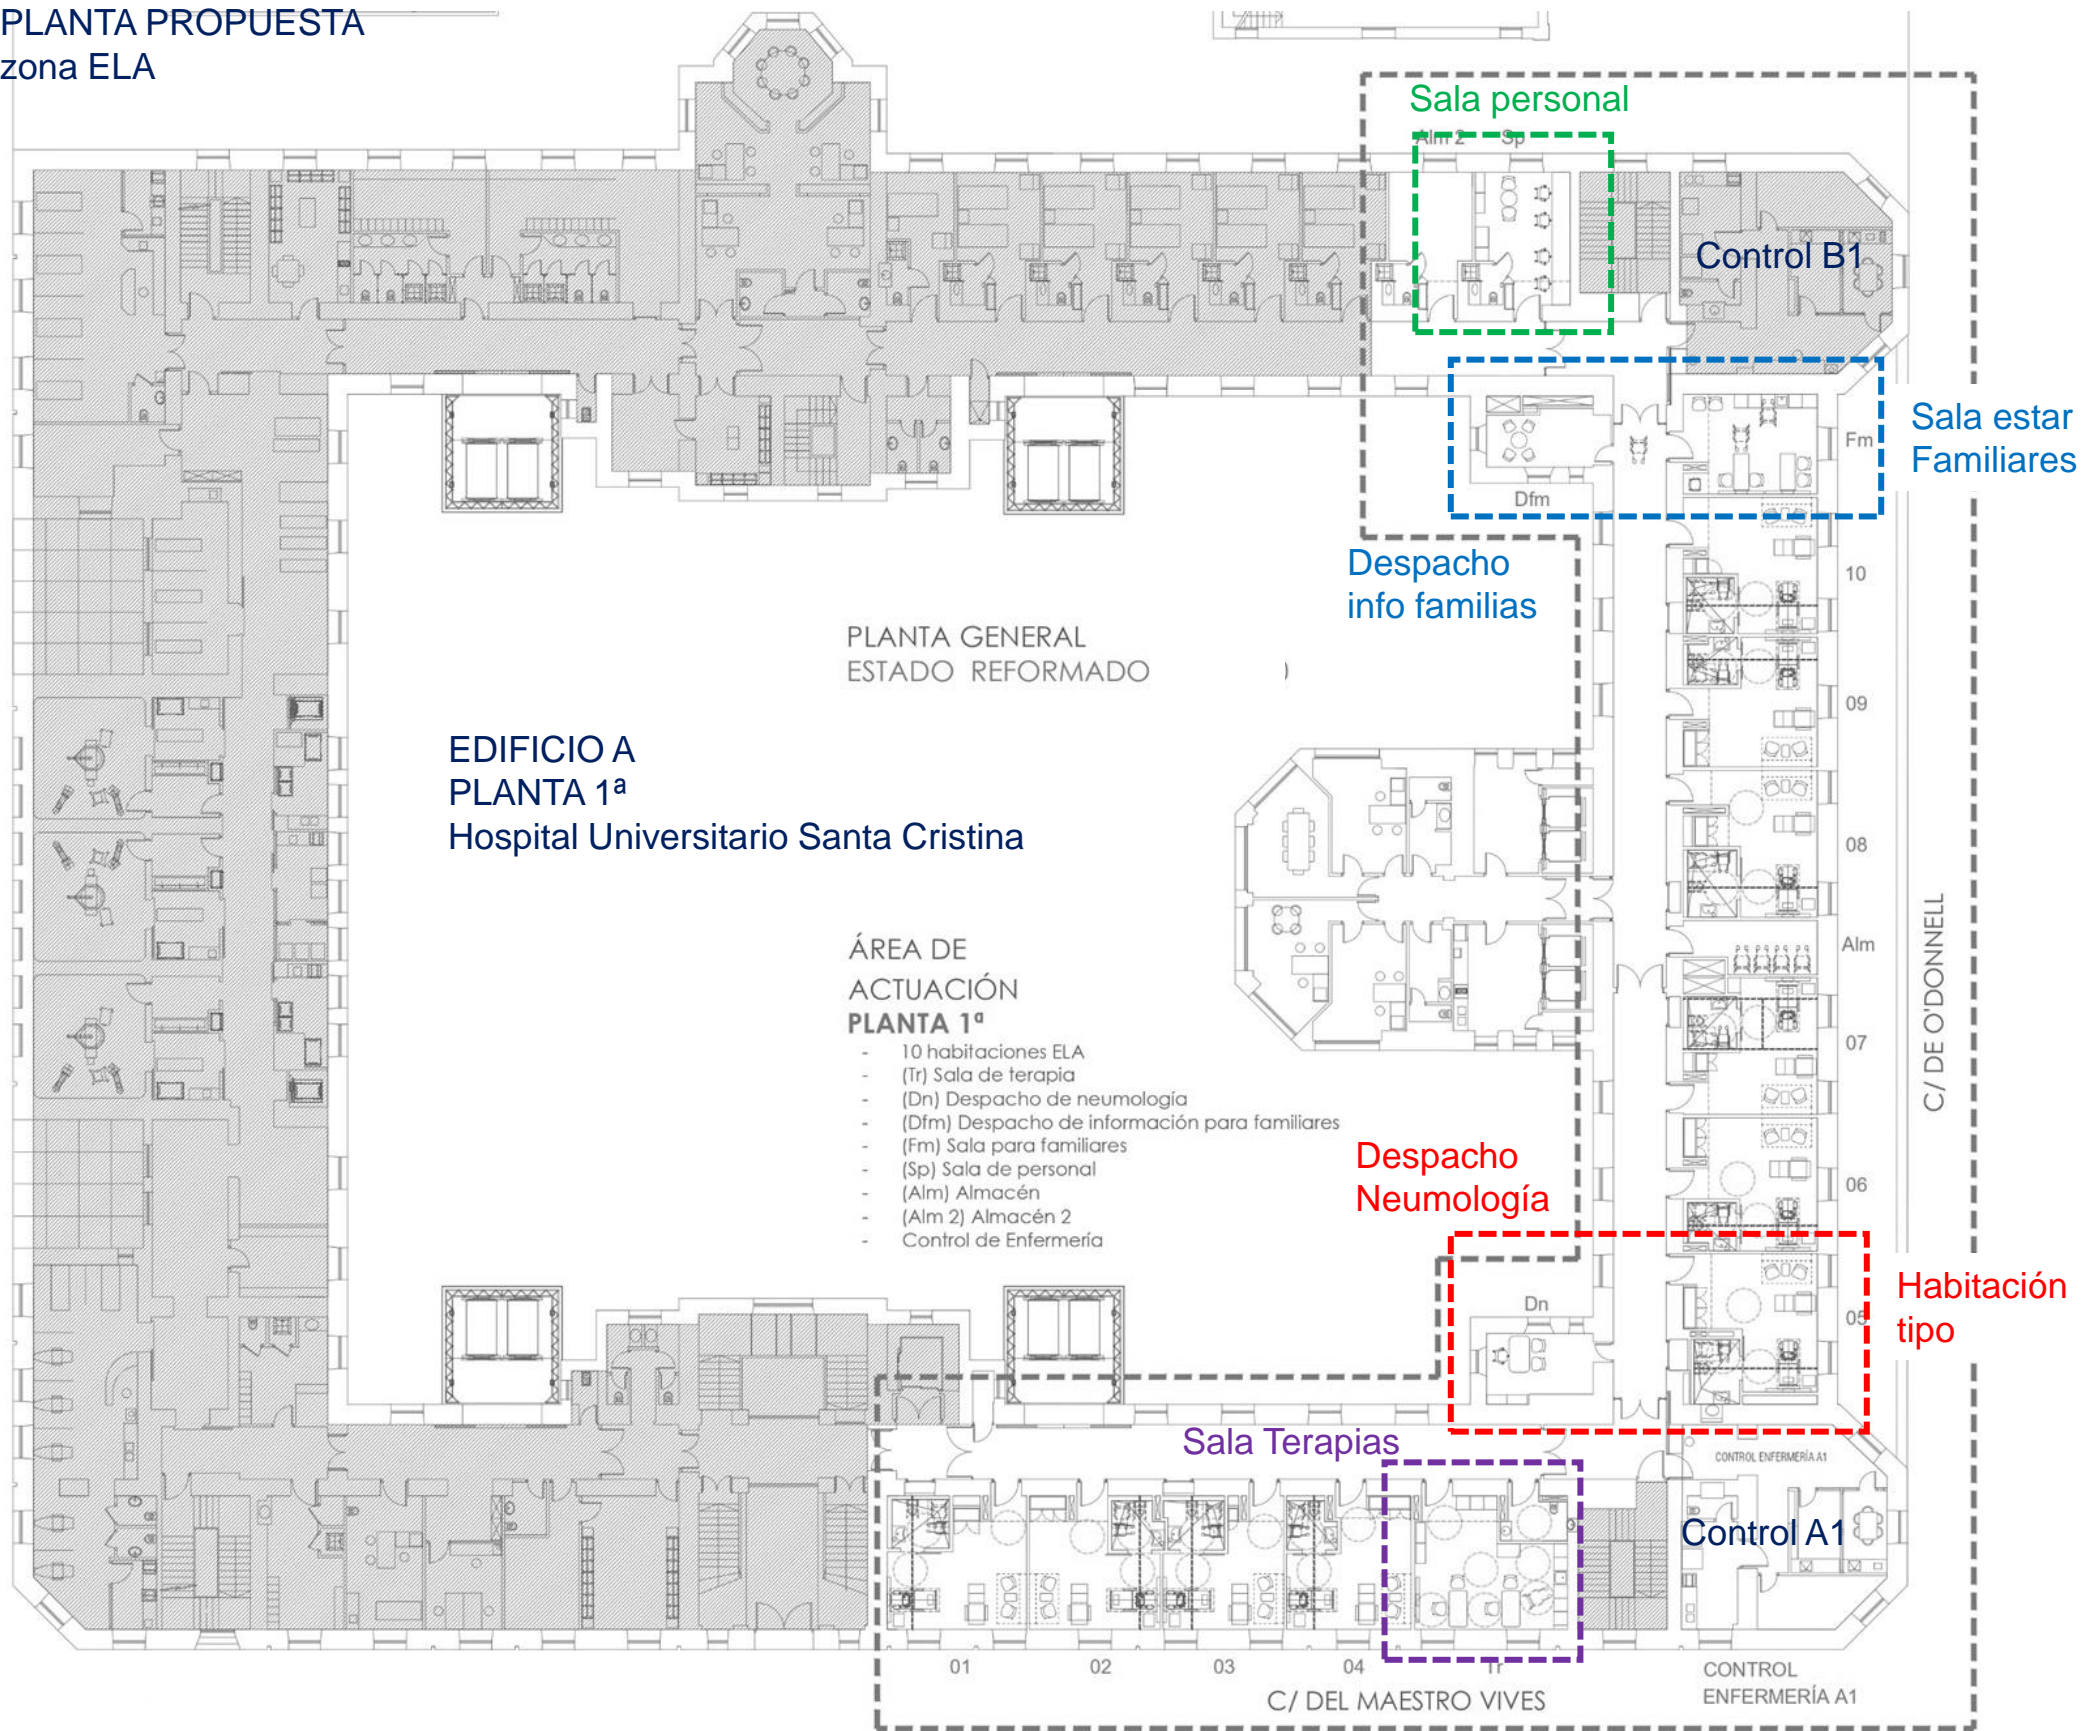 PLANTA PROPUESTA
zona ELA
Sala personal
Alm 2 Sp
Control B1
Sala estar
Familiares
Fm
Dfm
Despacho
info familias
10
PLANTA GENERAL
ESTADO REFORMADO
09
EDIFICIO A
PLANTA 1ª
Hospital Universitario Santa Cristina
08
Alm
C/ DE O'DONNELL
ÁREA DE
ACTUACIÓN
PLANTA 1ª
- 10 habitaciones ELA
- (Tr) Sala de terapia
- (Dn) Despacho de neumología
- (Dfm) Despacho de información para familiares
- (Fm) Sala para familiares
- (Sp) Sala de personal
- (Alm) Almacén
- (Alm 2) Almacén 2
- Control de Enfermería
07
Despacho
Neumología
06
Habitación
tipo
Dn
05
Sala Terapias
CONTROL ENFERMERÍA A1
Control A1
01 02 03 04 Tr
C/ DEL MAESTRO VIVES
CONTROL
ENFERMERÍA A1